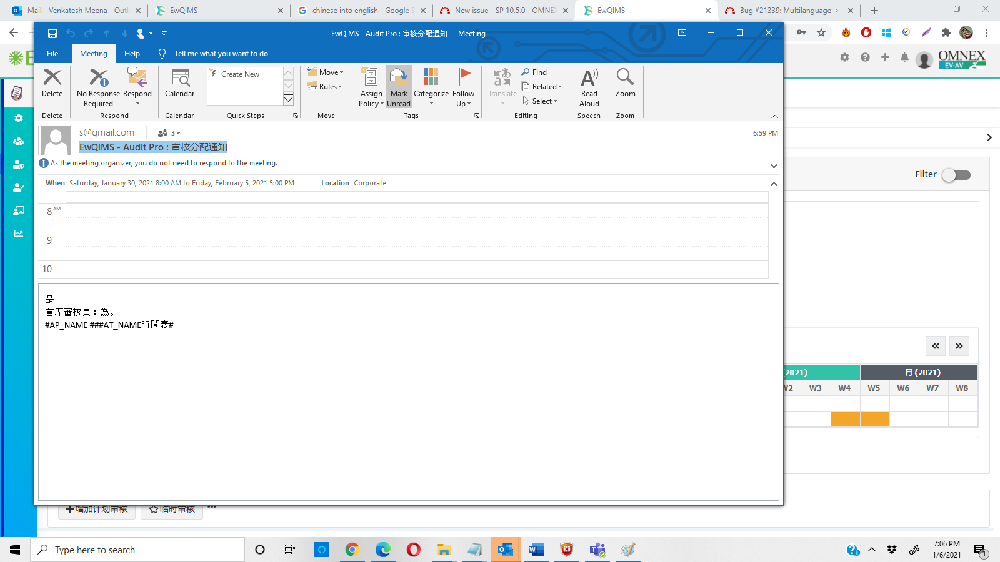 Mail - Venkatesh Meena - Outl
EwQIMS
chinese into english - Google S
New issue - SP 10.5.0 - OMNEX
EwQIMS
Bug #21339: Multilanguage->
EwQIMS - Audit Pro : 审核分配通知 - Meeting
File
Meeting
Help
Tell me what you want to do
Delete
No Response Required
Respond
Calendar
Create New
Move
Rules
Assign Policy
Mark Unread
Categorize
Follow Up
Translate
Find
Related
Select
Read Aloud
Zoom
Delete
Respond
Calendar
Quick Steps
Move
Tags
Editing
Speech
Zoom
OMNEX
EV-AV
s@gmail.com
3
6:59 PM
EwQIMS - Audit Pro : 审核分配通知
As the meeting organizer, you do not need to respond to the meeting.
When Saturday, January 30, 2021 8:00 AM to Friday, February 5, 2021 5:00 PM
Location Corporate
Filter
8 AM
9
10
是
首席審核員：為。
#AP_NAME ###AT_NAME時間表#
(2021)
二月 (2021)
W2 W3 W4 W5 W6 W7 W8
增加计划审核
临时审核
Type here to search
7:06 PM
1/6/2021
1